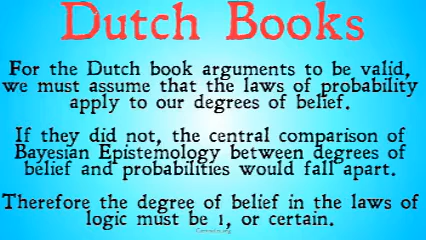 Dutch Books
For the Dutch book arguments to be valid,
we must assume that the laws of probability
apply to our degrees of belief.
If they did not, the central comparison of
Bayesian Epistemology between degrees of
belief and probabilities would fall apart.
Therefore the degree of belief in the laws of
logic must be 1, or certain.